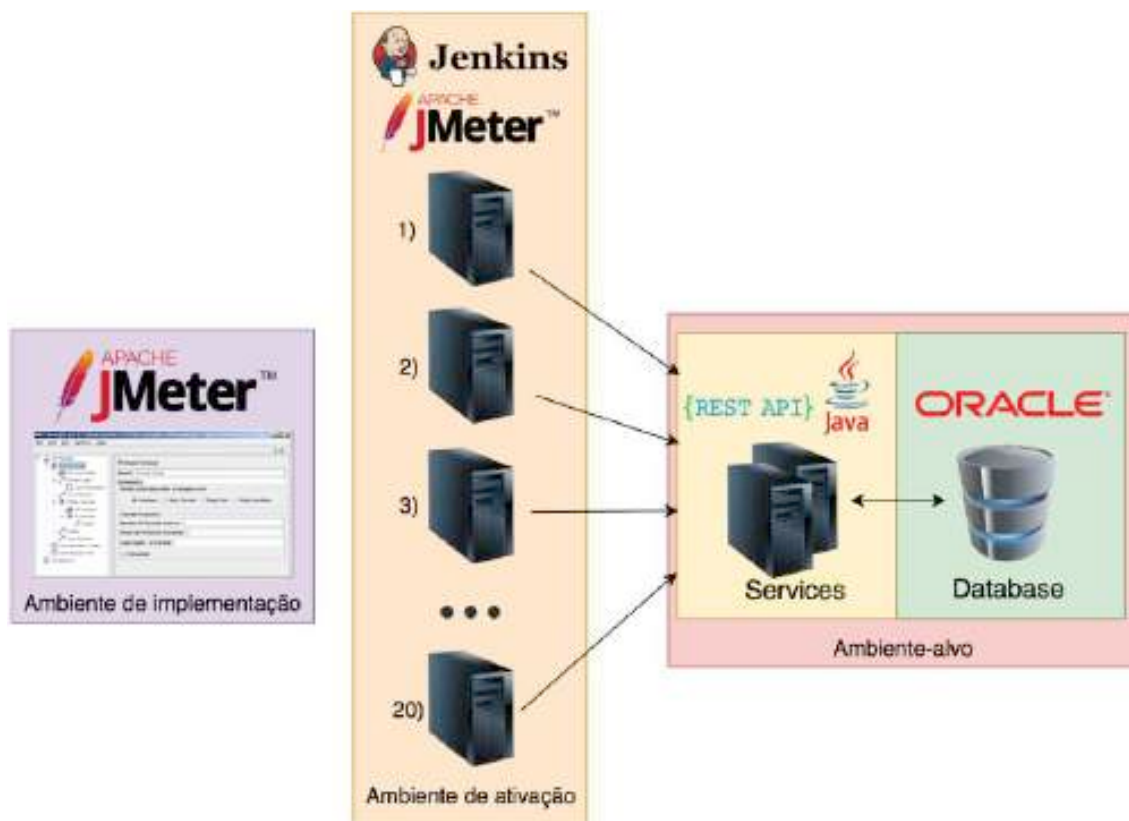 Jenkins
APACHE
JMeter™
1)
2)
3)
20)
Ambiente de ativação
APACHE
JMeter™
Ambiente de implementação
{REST API}
Java
ORACLE®
Services
Database
Ambiente-alvo